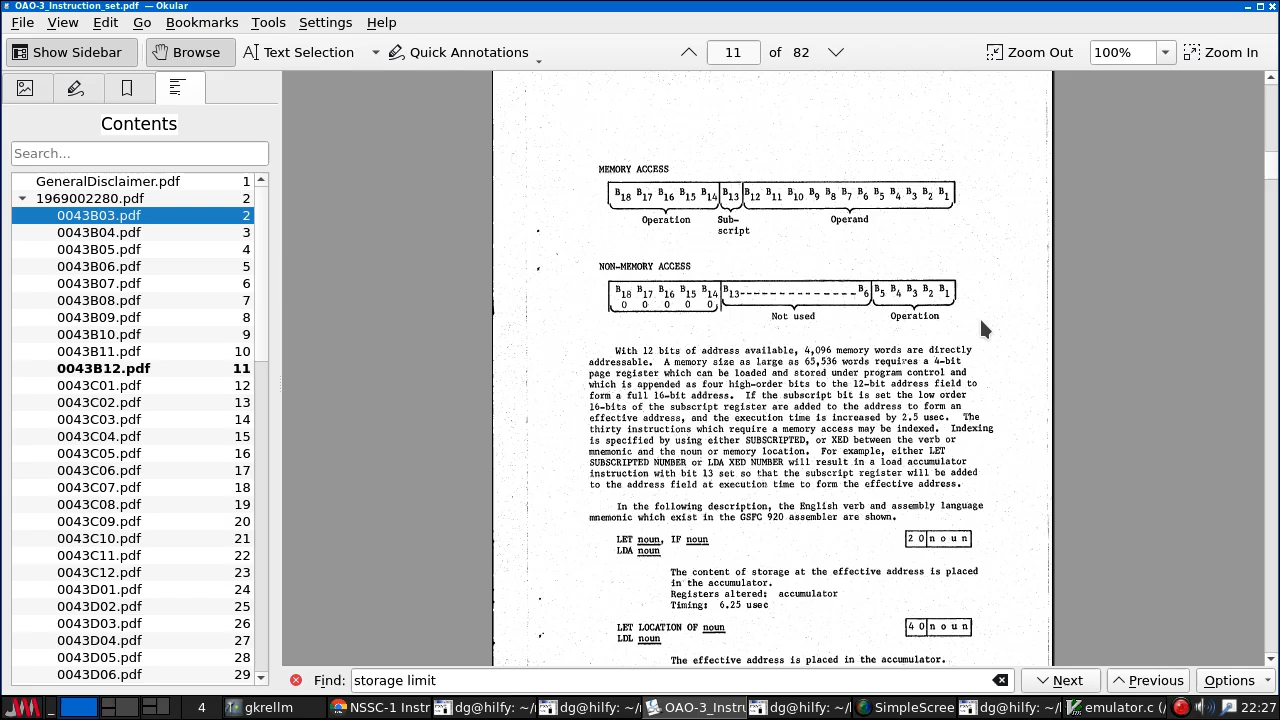 OAO-3_Instruction_set.pdf — Okular
File View Edit Go Bookmarks Tools Settings Help
Show Sidebar Browse Text Selection Quick Annotations 11 of 82 Zoom Out 100% Zoom In
Contents
Search...
GeneralDisclaimer.pdf 1
1969002280.pdf 2
0043B03.pdf 2
0043B04.pdf 3
0043B05.pdf 4
0043B06.pdf 5
0043B07.pdf 6
0043B08.pdf 7
0043B09.pdf 8
0043B10.pdf 9
0043B11.pdf 10
0043B12.pdf 11
0043C01.pdf 12
0043C02.pdf 13
0043C03.pdf 14
0043C04.pdf 15
0043C05.pdf 16
0043C06.pdf 17
0043C07.pdf 18
0043C08.pdf 19
0043C09.pdf 20
0043C10.pdf 21
0043C11.pdf 22
0043C12.pdf 23
0043D01.pdf 24
0043D02.pdf 25
0043D03.pdf 26
0043D04.pdf 27
0043D05.pdf 28
0043D06.pdf 29
MEMORY ACCESS
B18 B17 B16 B15 B14 B13 B12 B11 B10 B9 B8 B7 B6 B5 B4 B3 B2 B1
Operation Sub- Operand
script
NON-MEMORY ACCESS
B18 B17 B16 B15 B14 B13-------------B6 B5 B4 B3 B2 B1
0 0 0 0 0
Not used Operation
With 12 bits of address available, 4,096 memory words are directly
addressable. A memory size as large as 65,536 words requires a 4-bit
page register which can be loaded and stored under program control and
which is appended as four high-order bits to the 12-bit address field to
form a full 16-bit address. If the subscript bit is set the low order
16-bits of the subscript register are added to the address to form an
effective address, and the execution time is increased by 2.5 usec. The
thirty instructions which require a memory access may be indexed. Indexing
is specified by using either SUBSCRIPTED, or XED between the verb or
mnemonic and the noun or memory location. For example, either LET
SUBSCRIPTED NUMBER or LDA XED NUMBER will result in a load accumulator
instruction with bit 13 set so that the subscript register will be added
to the address field at execution time to form the effective address.
In the following description, the English verb and assembly language
mnemonic which exist in the GSFC 920 assembler are shown.
LET noun, IF noun 2 0 n o u n
LDA noun
The content of storage at the effective address is placed
in the accumulator.
Registers altered: accumulator
Timing: 6.25 usec
LET LOCATION OF noun 4 0 n o u n
LDL noun
The effective address is placed in the accumulator.
Find: storage limit Next Previous Options
4 gkrellm NSSC-1 Instr dg@hilfy: ~/ dg@hilfy: ~/ OAO-3_Instru dg@hilfy: ~/ SimpleScree dg@hilfy: ~/ emulator.c (~ 22:27